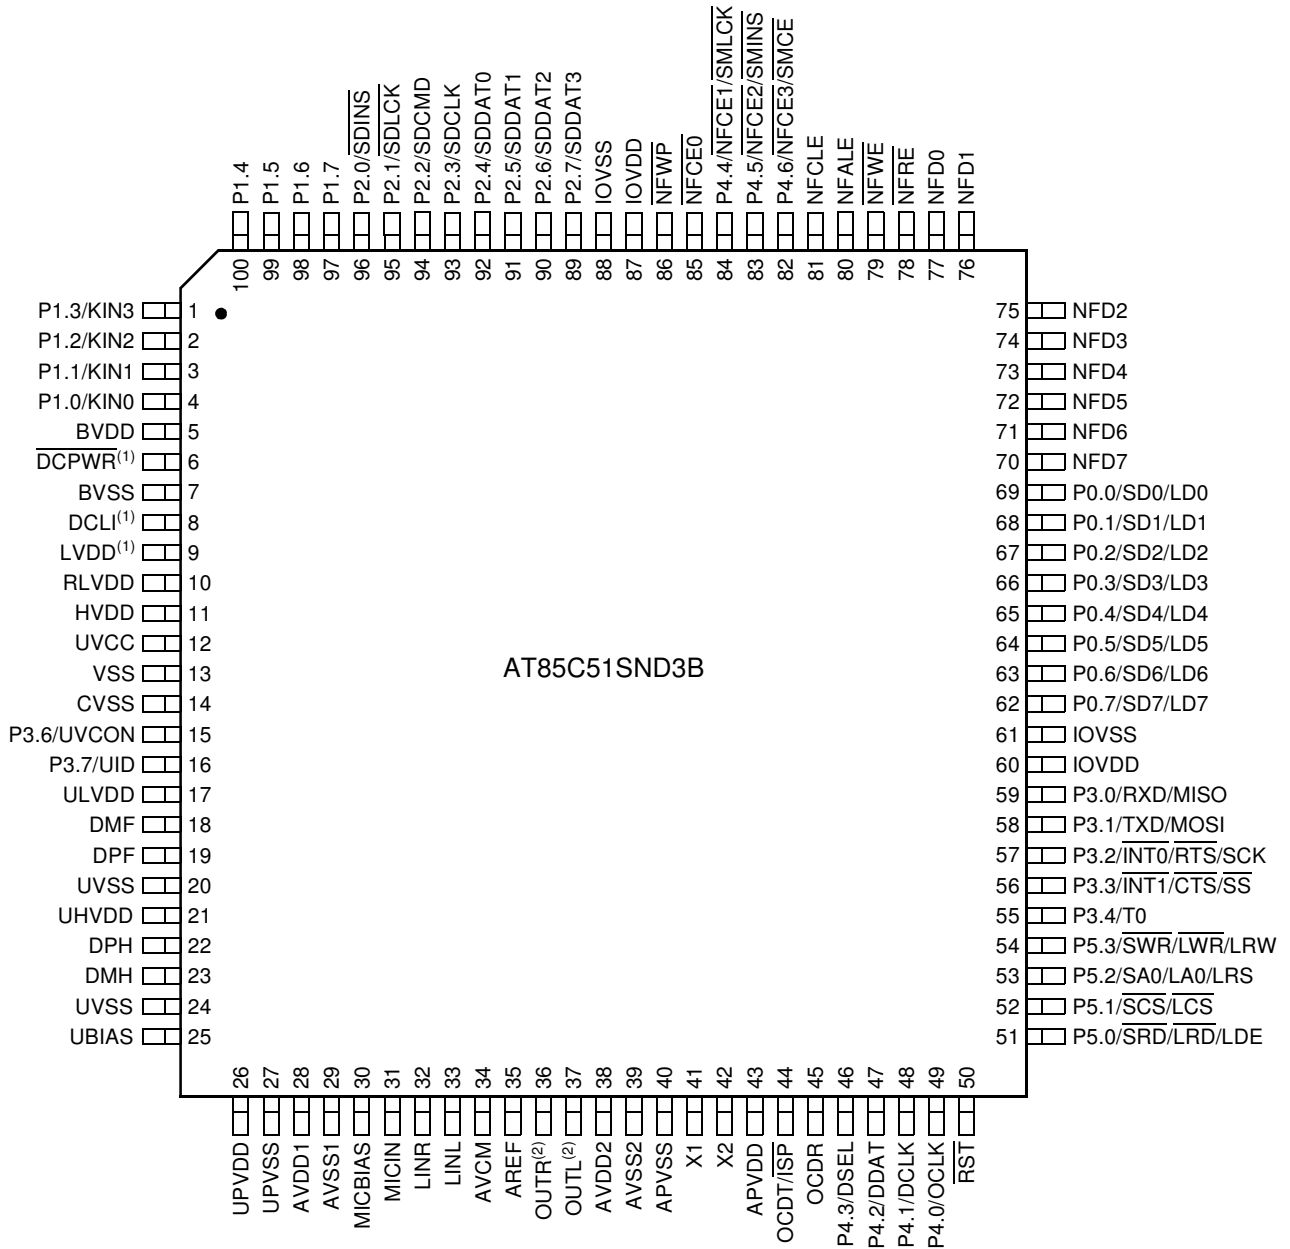 P1.4
P1.5
P1.6
P1.7
P2.0/SDINS
P2.1/SDLCK
P2.2/SDCMD
P2.3/SDCLK
P2.4/SDDAT0
P2.5/SDDAT1
P2.6/SDDAT2
P2.7/SDDAT3
IOVSS
IOVDD
NFWP
NFCE0
P4.4/NFCE1/SMLCK
P4.5/NFCE2/SMINS
P4.6/NFCE3/SMCE
NFCLE
NFALE
NFWE
NFRE
NFD0
NFD1
100
99
98
97
96
95
94
93
92
91
90
89
88
87
86
85
84
83
82
81
80
79
78
77
76
P1.3/KIN3 1
P1.2/KIN2 2
P1.1/KIN1 3
P1.0/KIN0 4
BVDD 5
DCPWR(1) 6
BVSS 7
DCLI(1) 8
LVDD(1) 9
RLVDD 10
HVDD 11
UVCC 12
VSS 13
CVSS 14
P3.6/UVCON 15
P3.7/UID 16
ULVDD 17
DMF 18
DPF 19
UVSS 20
UHVDD 21
DPH 22
DMH 23
UVSS 24
UBIAS 25
AT85C51SND3B
75 NFD2
74 NFD3
73 NFD4
72 NFD5
71 NFD6
70 NFD7
69 P0.0/SD0/LD0
68 P0.1/SD1/LD1
67 P0.2/SD2/LD2
66 P0.3/SD3/LD3
65 P0.4/SD4/LD4
64 P0.5/SD5/LD5
63 P0.6/SD6/LD6
62 P0.7/SD7/LD7
61 IOVSS
60 IOVDD
59 P3.0/RXD/MISO
58 P3.1/TXD/MOSI
57 P3.2/INT0/RTS/SCK
56 P3.3/INT1/CTS/SS
55 P3.4/T0
54 P5.3/SWR/LWR/LRW
53 P5.2/SA0/LA0/LRS
52 P5.1/SCS/LCS
51 P5.0/SRD/LRD/LDE
26
27
28
29
30
31
32
33
34
35
36
37
38
39
40
41
42
43
44
45
46
47
48
49
50
UPVDD
UPVSS
AVDD1
AVSS1
MICBIAS
MICIN
LINR
LINL
AVCM
AREF
OUTR(2)
OUTL(2)
AVDD2
AVSS2
APVSS
X1
X2
APVDD
OCDT/ISP
OCDR
P4.3/DSEL
P4.2/DDAT
P4.1/DCLK
P4.0/OCLK
RST